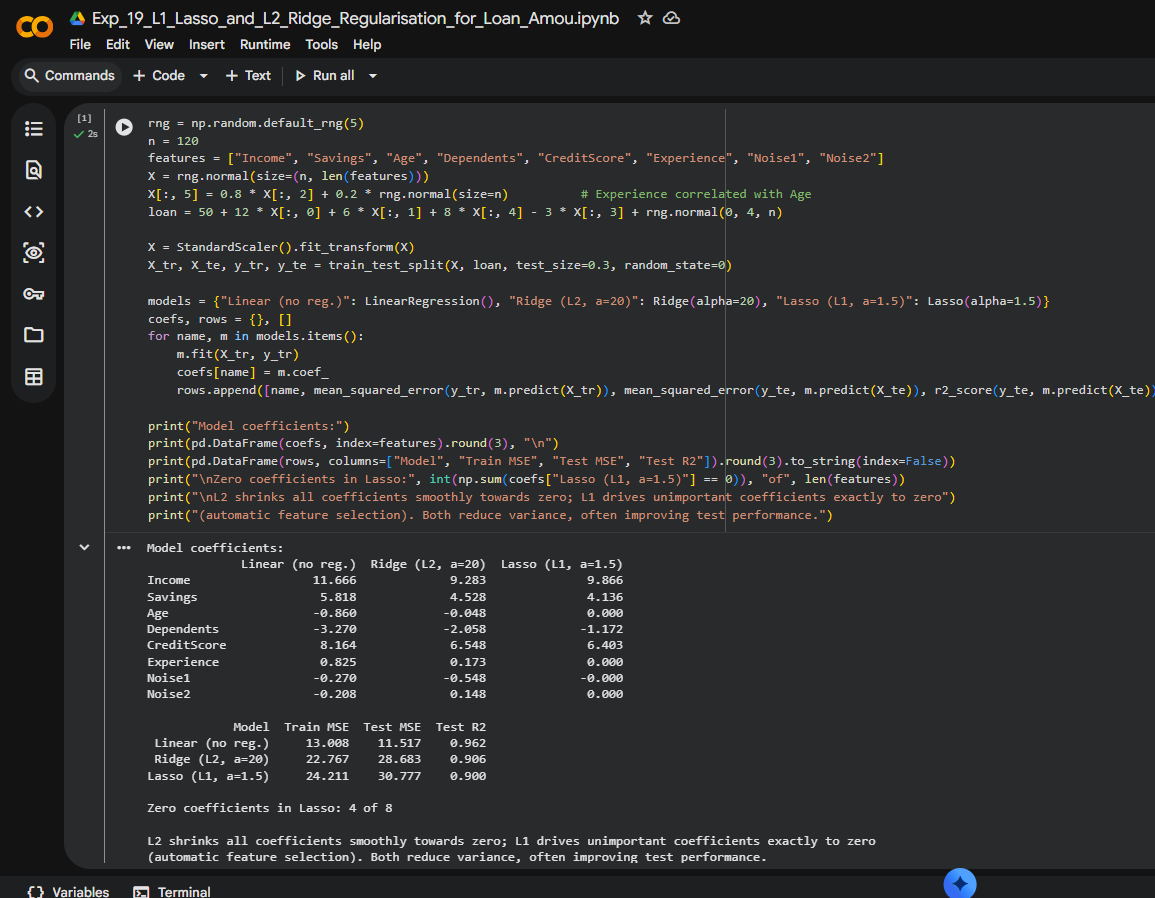 Exp_19_L1_Lasso_and_L2_Ridge_Regularisation_for_Loan_Amou.ipynb
File Edit View Insert Runtime Tools Help
Commands + Code + Text Run all
[1]
2s
rng = np.random.default_rng(5)
n = 120
features = ["Income", "Savings", "Age", "Dependents", "CreditScore", "Experience", "Noise1", "Noise2"]
X = rng.normal(size=(n, len(features)))
X[:, 5] = 0.8 * X[:, 2] + 0.2 * rng.normal(size=n)          # Experience correlated with Age
loan = 50 + 12 * X[:, 0] + 6 * X[:, 1] + 8 * X[:, 4] - 3 * X[:, 3] + rng.normal(0, 4, n)
X = StandardScaler().fit_transform(X)
X_tr, X_te, y_tr, y_te = train_test_split(X, loan, test_size=0.3, random_state=0)
models = {"Linear (no reg.)": LinearRegression(), "Ridge (L2, a=20)": Ridge(alpha=20), "Lasso (L1, a=1.5)": Lasso(alpha=1.5)}
coefs, rows = {}, []
for name, m in models.items():
    m.fit(X_tr, y_tr)
    coefs[name] = m.coef_
    rows.append([name, mean_squared_error(y_tr, m.predict(X_tr)), mean_squared_error(y_te, m.predict(X_te)), r2_score(y_te, m.predict(X_te))
print("Model coefficients:")
print(pd.DataFrame(coefs, index=features).round(3), "\n")
print(pd.DataFrame(rows, columns=["Model", "Train MSE", "Test MSE", "Test R2"]).round(3).to_string(index=False))
print("\nZero coefficients in Lasso:", int(np.sum(coefs["Lasso (L1, a=1.5)"] == 0)), "of", len(features))
print("\nL2 shrinks all coefficients smoothly towards zero; L1 drives unimportant coefficients exactly to zero")
print("(automatic feature selection). Both reduce variance, often improving test performance.")
Model coefficients:
             Linear (no reg.)  Ridge (L2, a=20)  Lasso (L1, a=1.5)
Income                 11.666             9.283              9.866
Savings                 5.818             4.528              4.136
Age                    -0.860            -0.048              0.000
Dependents             -3.270            -2.058             -1.172
CreditScore             8.164             6.548              6.403
Experience              0.825             0.173              0.000
Noise1                 -0.270            -0.548             -0.000
Noise2                 -0.208             0.148              0.000
            Model  Train MSE  Test MSE  Test R2
 Linear (no reg.)     13.008    11.517    0.962
 Ridge (L2, a=20)     22.767    28.683    0.906
Lasso (L1, a=1.5)     24.211    30.777    0.900
Zero coefficients in Lasso: 4 of 8
L2 shrinks all coefficients smoothly towards zero; L1 drives unimportant coefficients exactly to zero
(automatic feature selection). Both reduce variance, often improving test performance.
{} Variables Terminal